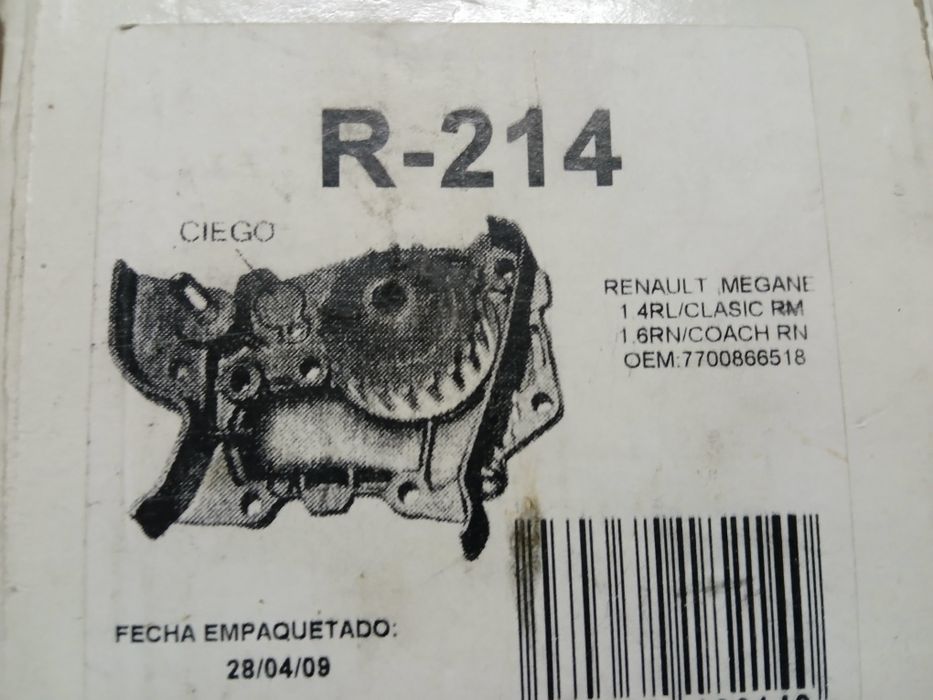 R-214
CIEGO
RENAULT MEGANE
1.4RL/CLASIC RM
1.6RN/COACH RN
OEM:7700866518
FECHA EMPAQUETADO:
28/04/09